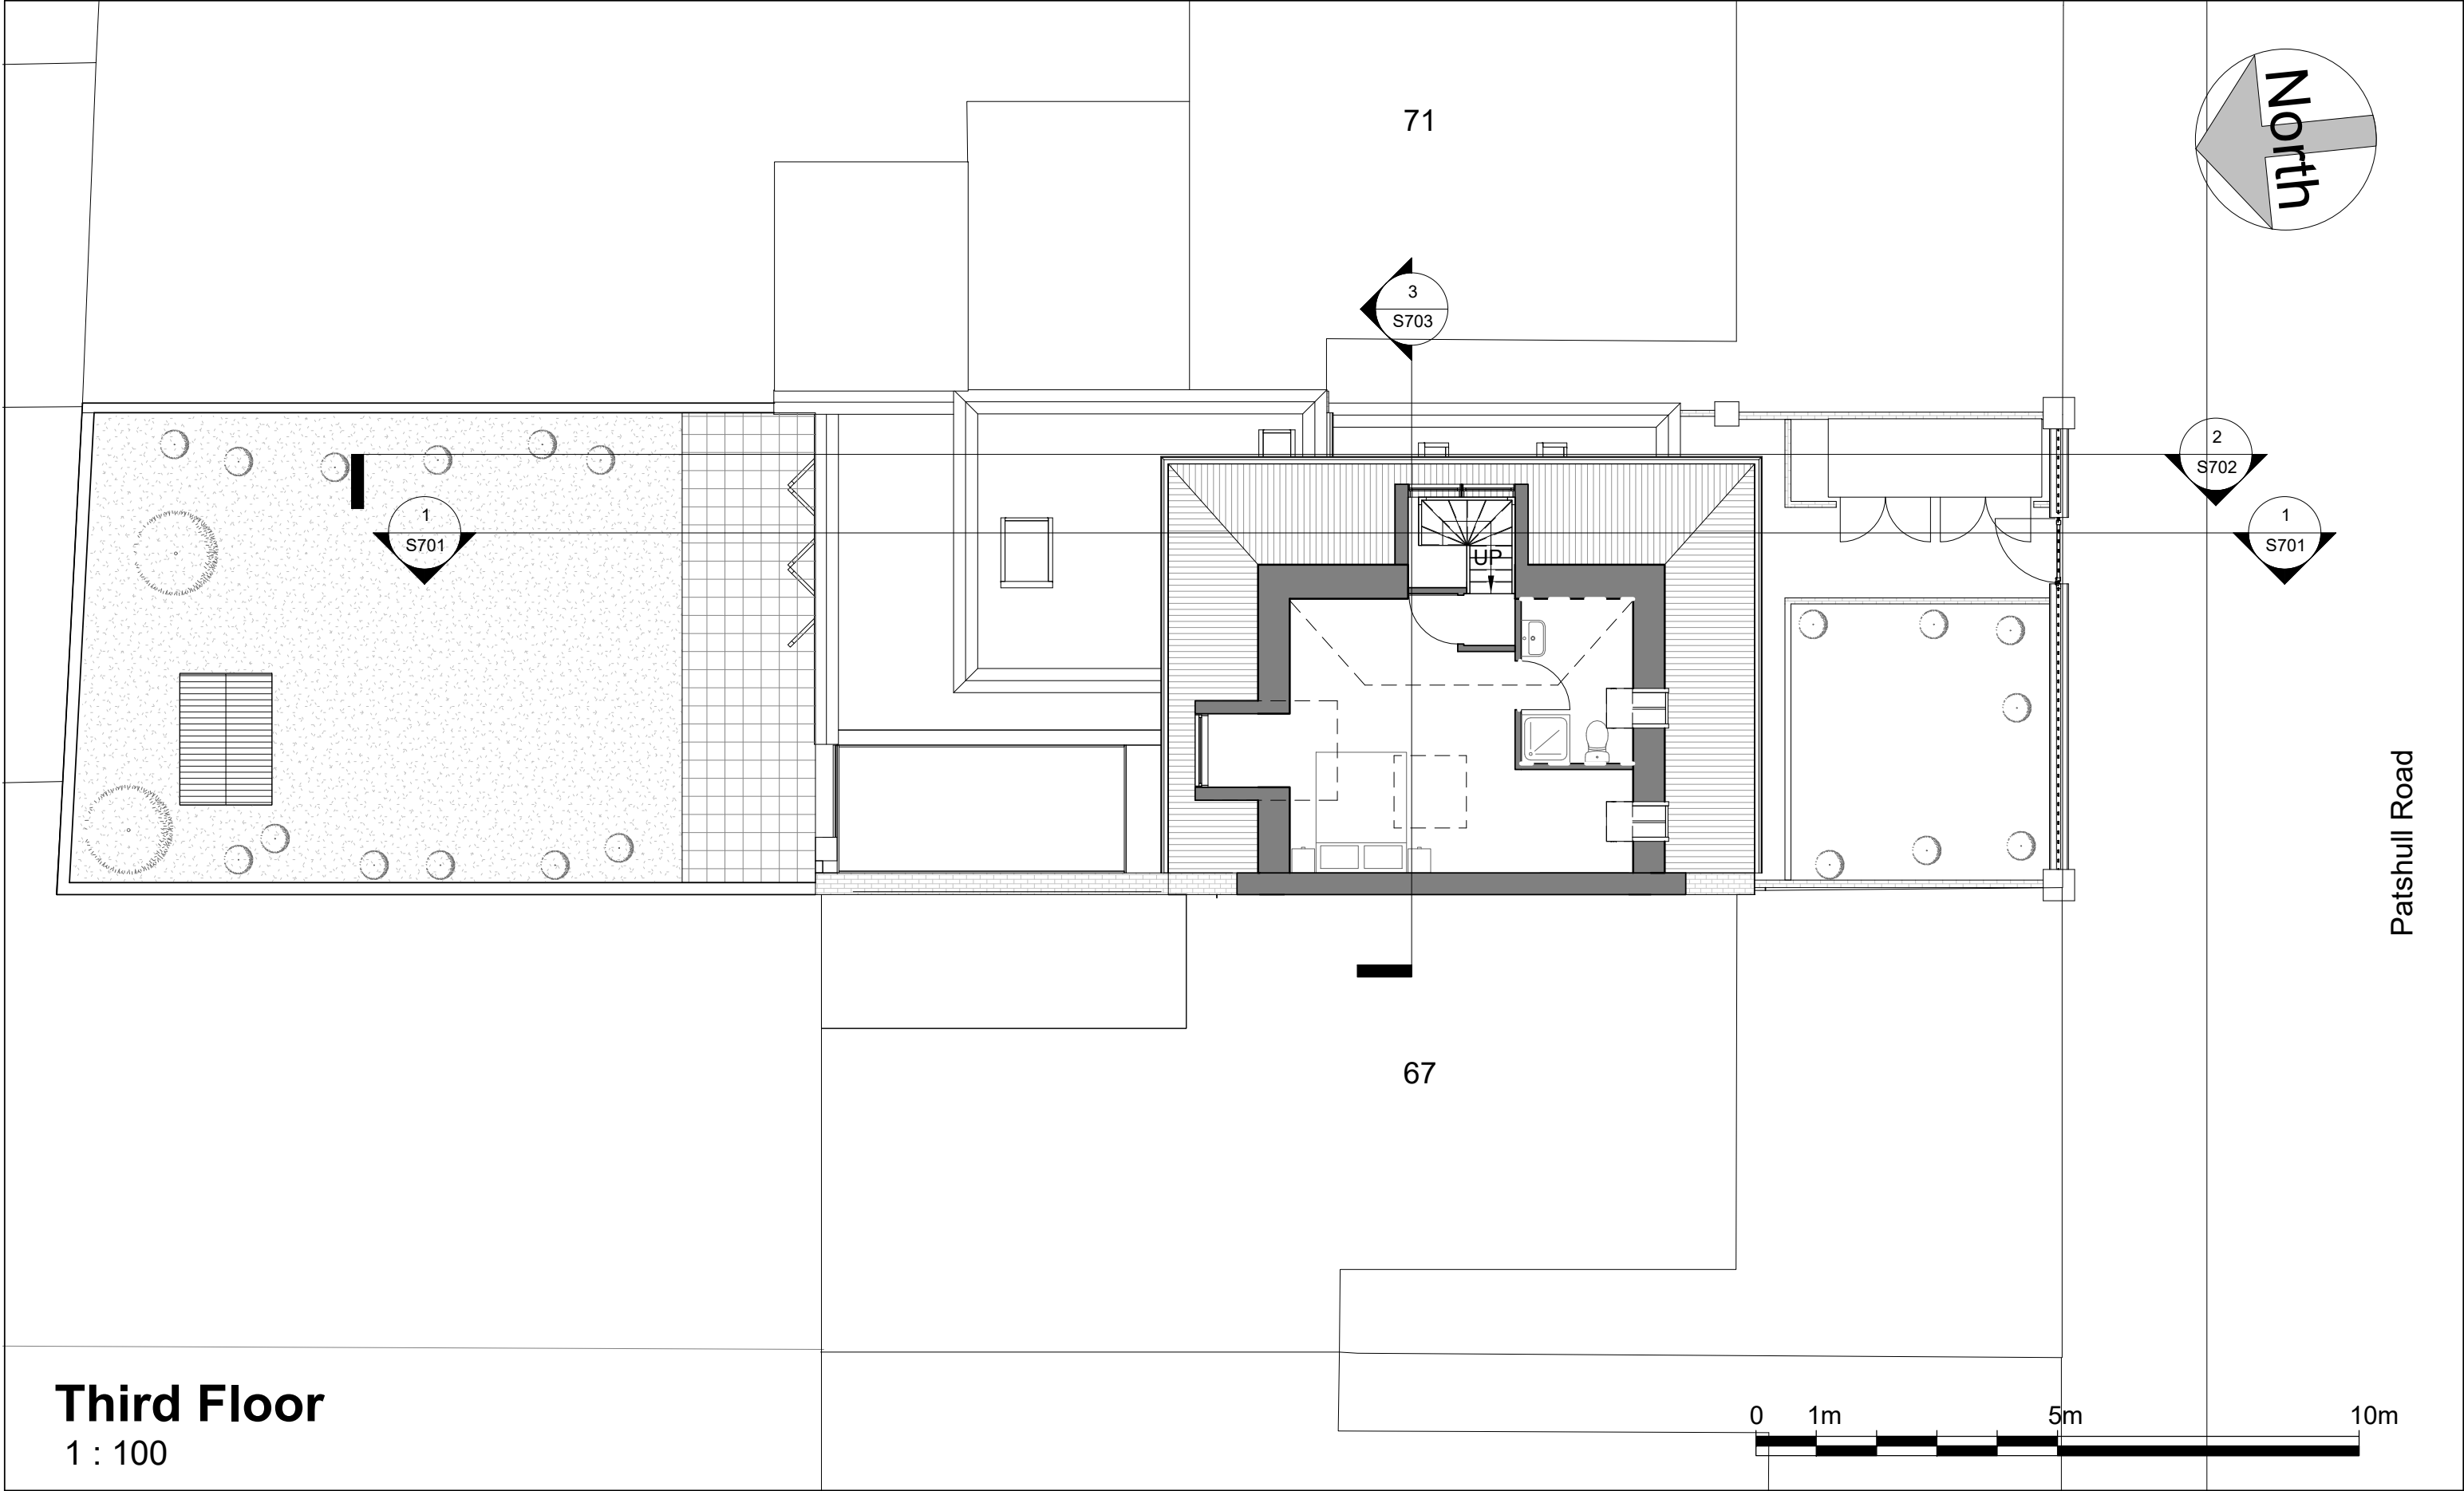 North
71
3
S703
2
S702
1
S701
1
S701
UP
Patshull Road
67
Third Floor
1 : 100
0 1m 5m 10m